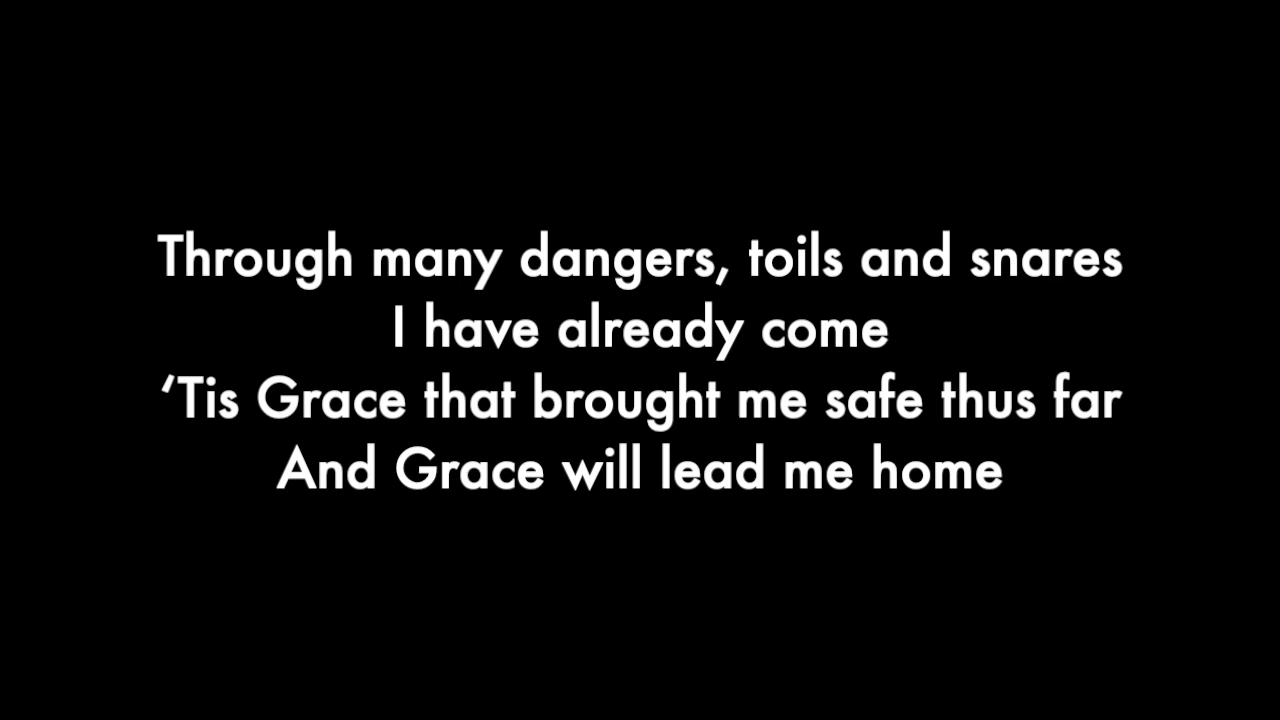 Through many dangers, toils and snares
I have already come
‘Tis Grace that brought me safe thus far
And Grace will lead me home